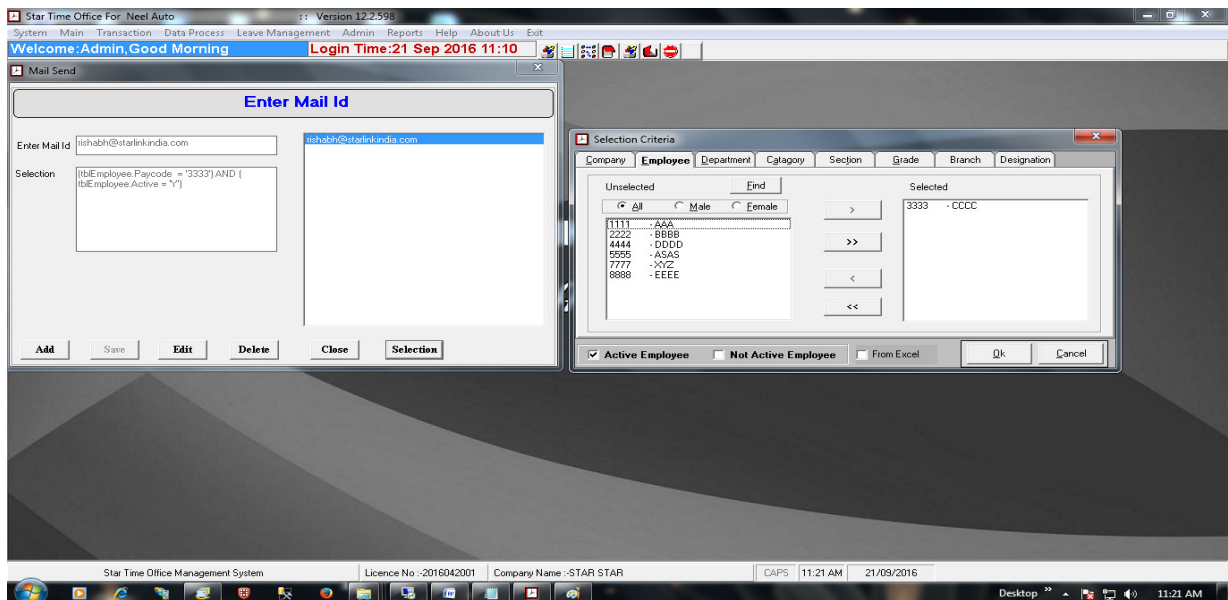 Star Time Office For Neel Auto :: Version 12.2.598
System Main Transaction Data Process Leave Management Admin Reports Help About Us Exit
Welcome:Admin,Good Morning Login Time:21 Sep 2016 11:10
Mail Send
Enter Mail Id
Enter Mail Id rishabh@starlinkindia.com
Selection {tblEmployee.Paycode = '3333'} AND {
tblEmployee.Active = "Y"}
rishabh@starlinkindia.com
Add Save Edit Delete Close Selection
Selection Criteria
Company Employee Department Catagory Section Grade Branch Designation
Unselected Find Selected
All Male Female
1111 - AAA
2222 - BBBB
4444 - DDDD
5555 - ASAS
7777 - XYZ
8888 - EEEE
>
>>
<
<<
3333 - CCCC
Active Employee Not Active Employee From Excel Ok Cancel
Star Time Office Management System Licence No :-2016042001 Company Name :-STAR STAR CAPS 11:21 AM 21/09/2016
Desktop 11:21 AM